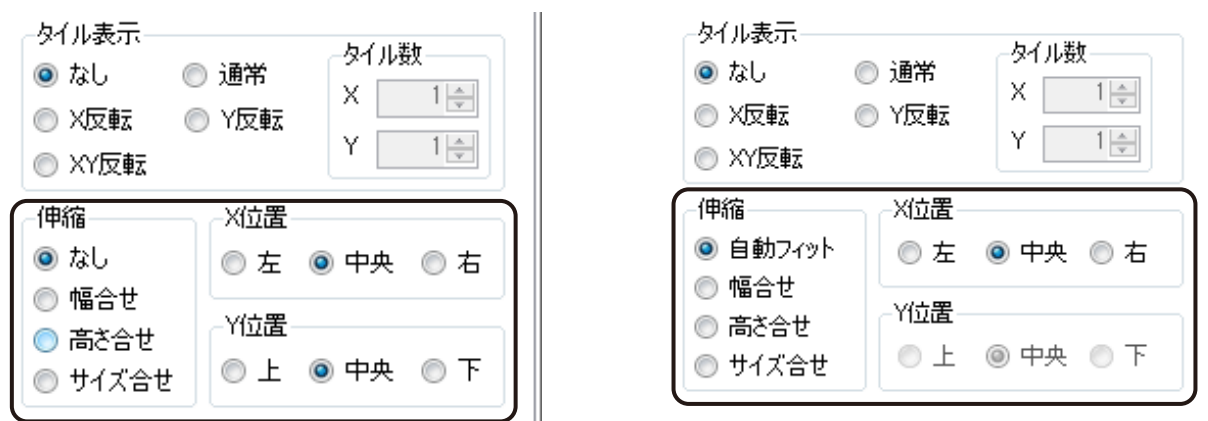 タイル表示
なし
通常
X反転
Y反転
XY反転
タイル数
X 1
Y 1
伸縮
なし
幅合せ
高さ合せ
サイズ合せ
X位置
左 中央 右
Y位置
上 中央 下
タイル表示
なし
通常
X反転
Y反転
XY反転
タイル数
X 1
Y 1
伸縮
自動フィット
幅合せ
高さ合せ
サイズ合せ
X位置
左 中央 右
Y位置
上 中央 下